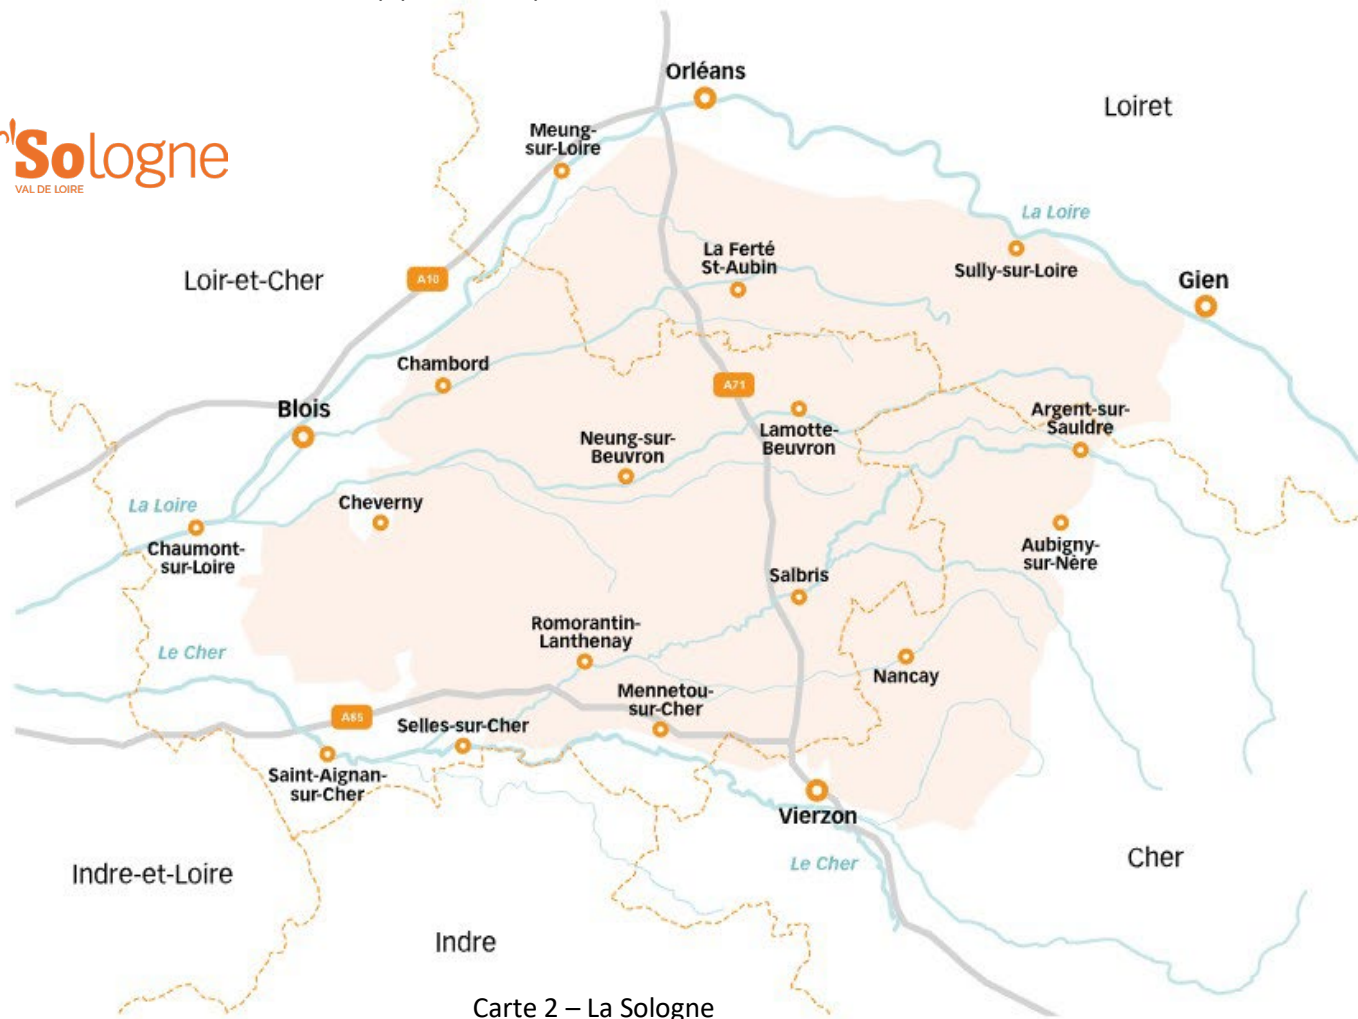 Orléans
Loiret
Meung-
sur-Loire
Sologne
VAL DE LOIRE
La Loire
La Ferté
St-Aubin
Sully-sur-Loire
Loir-et-Cher
A10
Gien
Chambord
A71
Blois
Argent-sur-
Sauldre
Lamotte-
Beuvron
Neung-sur-
Beuvron
La Loire
Cheverny
Chaumont-
sur-Loire
Aubigny-
sur-Nère
Salbris
Romorantin-
Lanthenay
Le Cher
Nancay
Mennetou-
sur-Cher
A85
Selles-sur-Cher
Saint-Aignan-
sur-Cher
Vierzon
Le Cher
Cher
Indre-et-Loire
Indre
Carte 2 – La Sologne